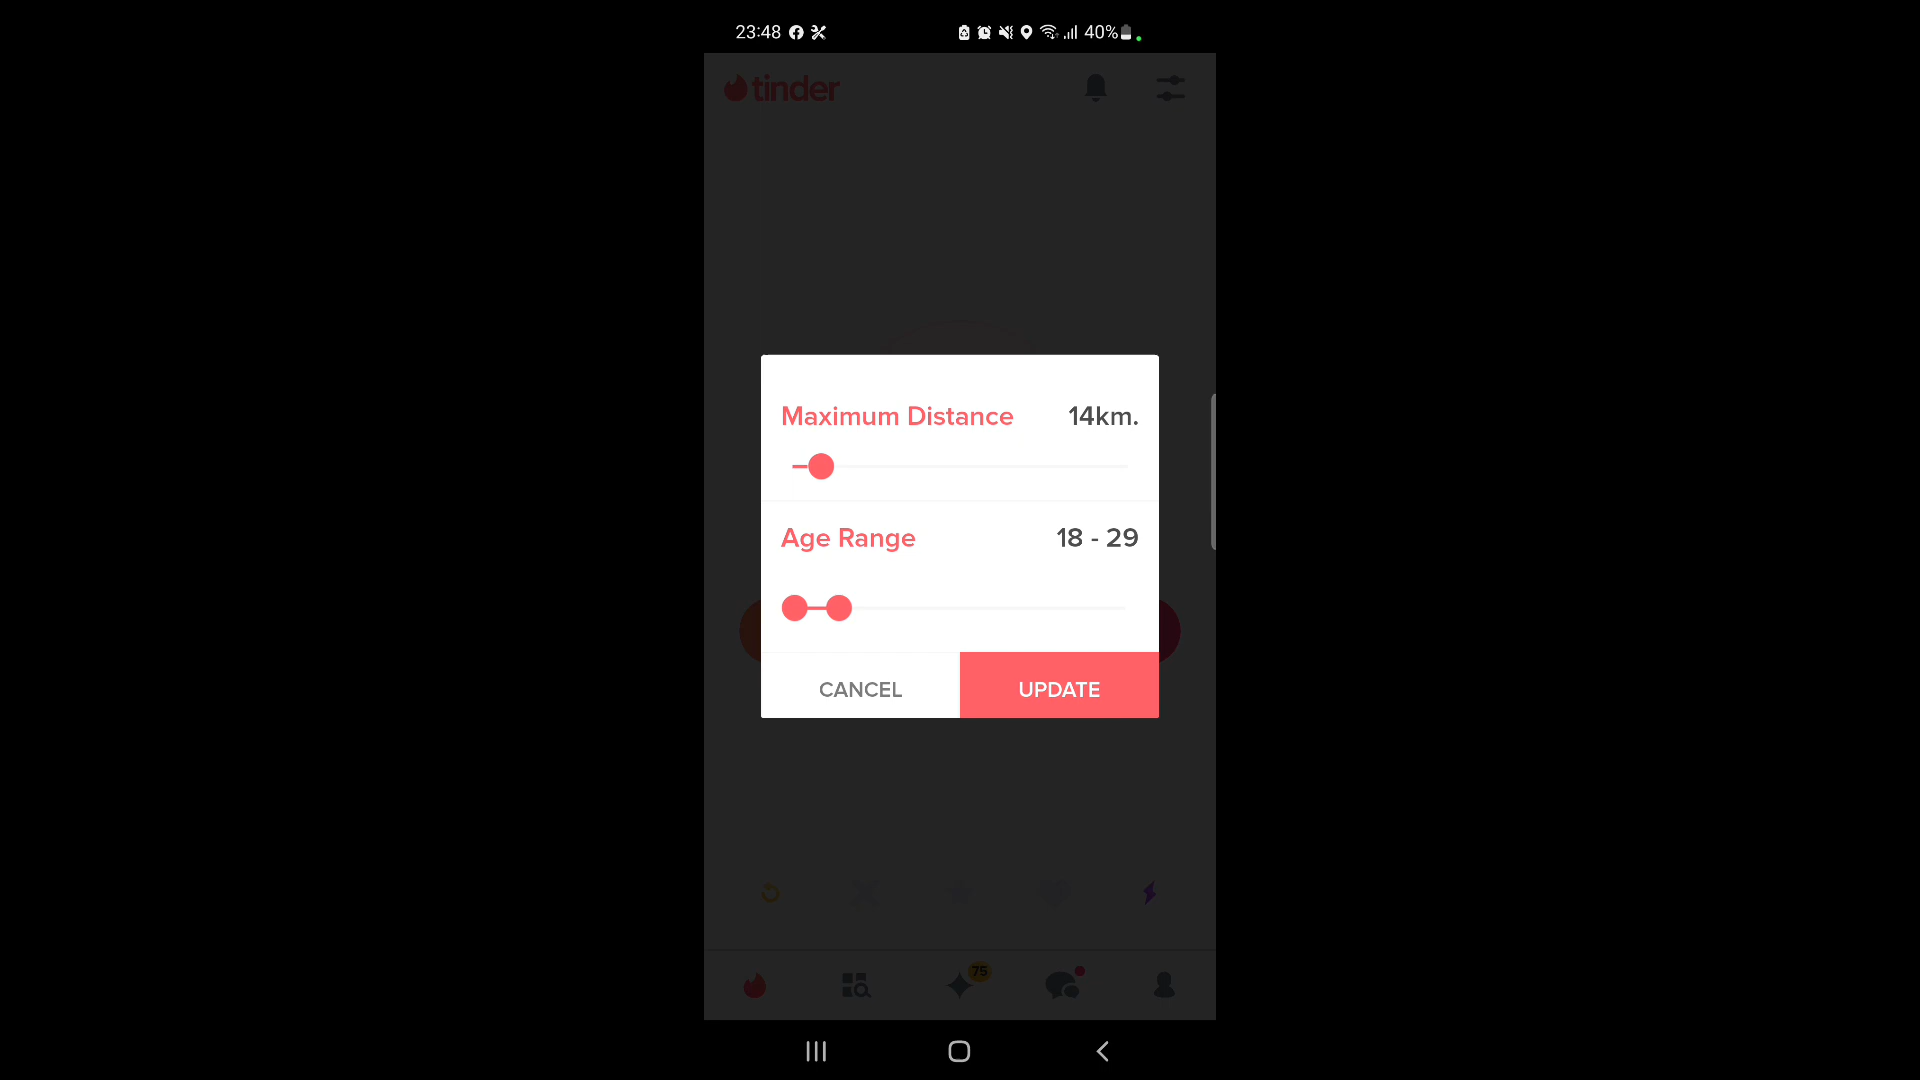 23:48 40%
tinder
Maximum Distance 14km.
Age Range 18 - 29
CANCEL UPDATE
75